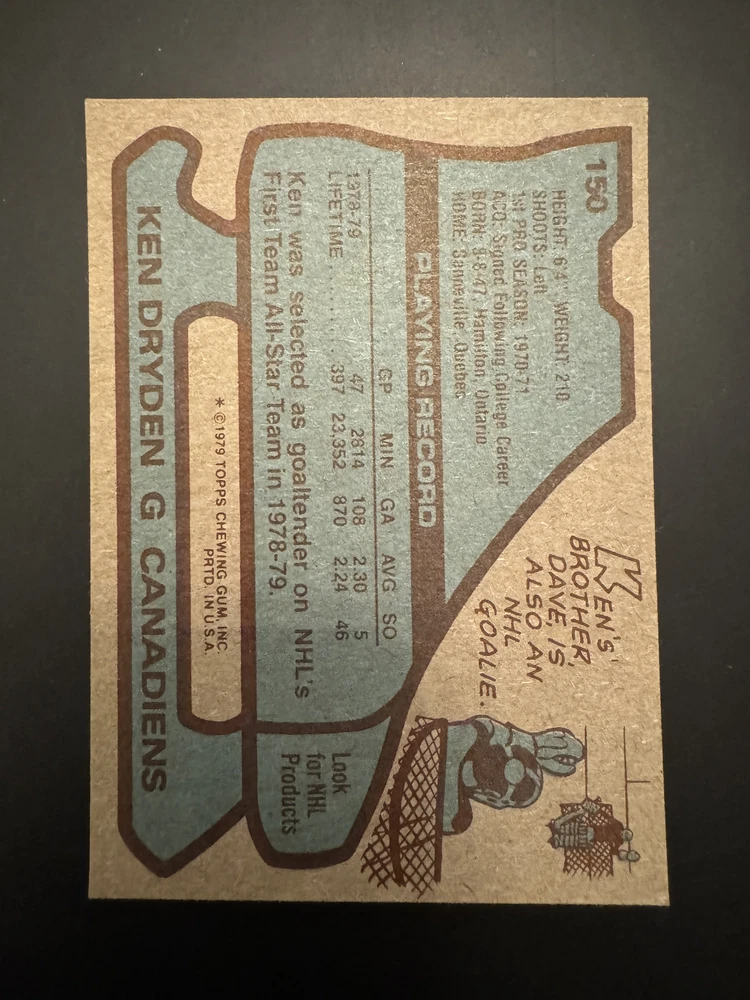 150
HEIGHT: 6'4" WEIGHT: 210
SHOOTS: Left
1st PRO SEASON: 1970-71
ACQ: Signed Following College Career
BORN: 8-8-47, Hamilton, Ontario
HOME: Sanneville, Quebec
KEN'S
BROTHER,
DAVE IS
ALSO AN
NHL
GOALIE.
PLAYING RECORD
GP MIN GA AVG SO
1978-79 47 2814 108 2.30 5
LIFETIME .......... 397 23,352 870 2.24 46
Ken was selected as goaltender on NHL's
First Team All-Star Team in 1978-79.
Look
for NHL
Products
* © 1979 TOPPS CHEWING GUM, INC.
PRTD. IN U.S.A.
KEN DRYDEN G CANADIENS